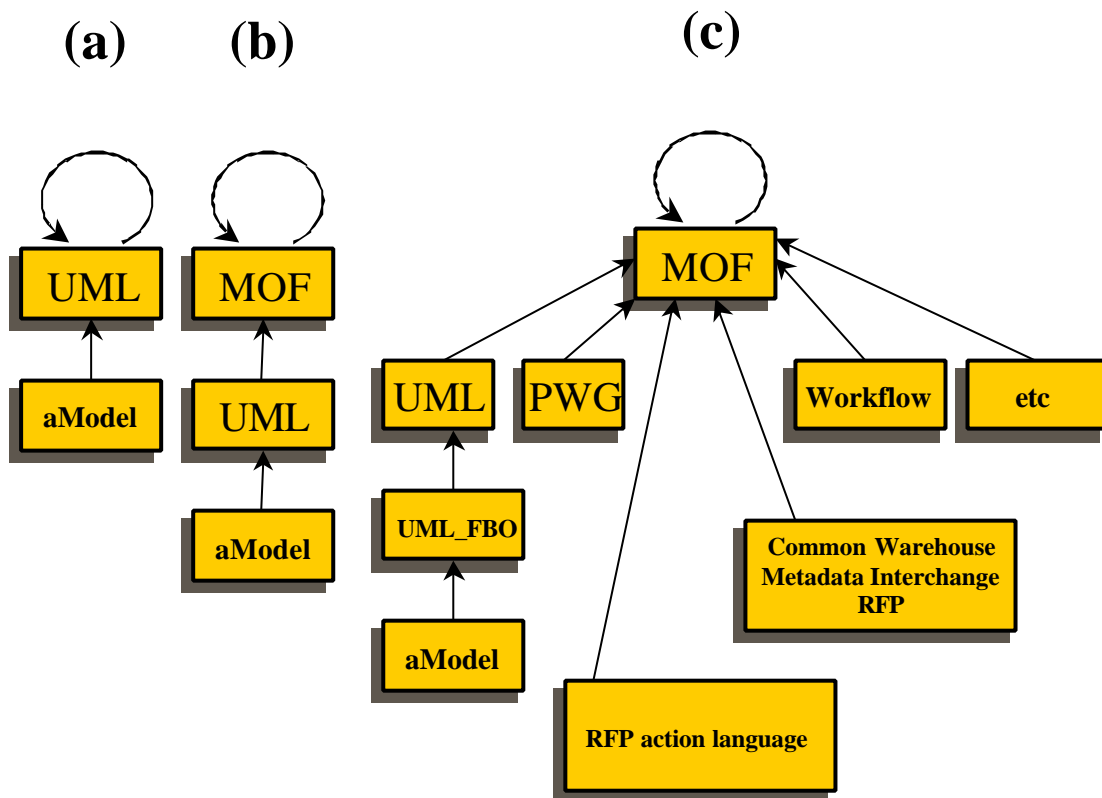 (a)
(b)
(c)
UML
aModel
MOF
UML
aModel
MOF
UML
PWG
Workflow
etc
UML_FBO
aModel
Common Warehouse
Metadata Interchange
RFP
RFP action language